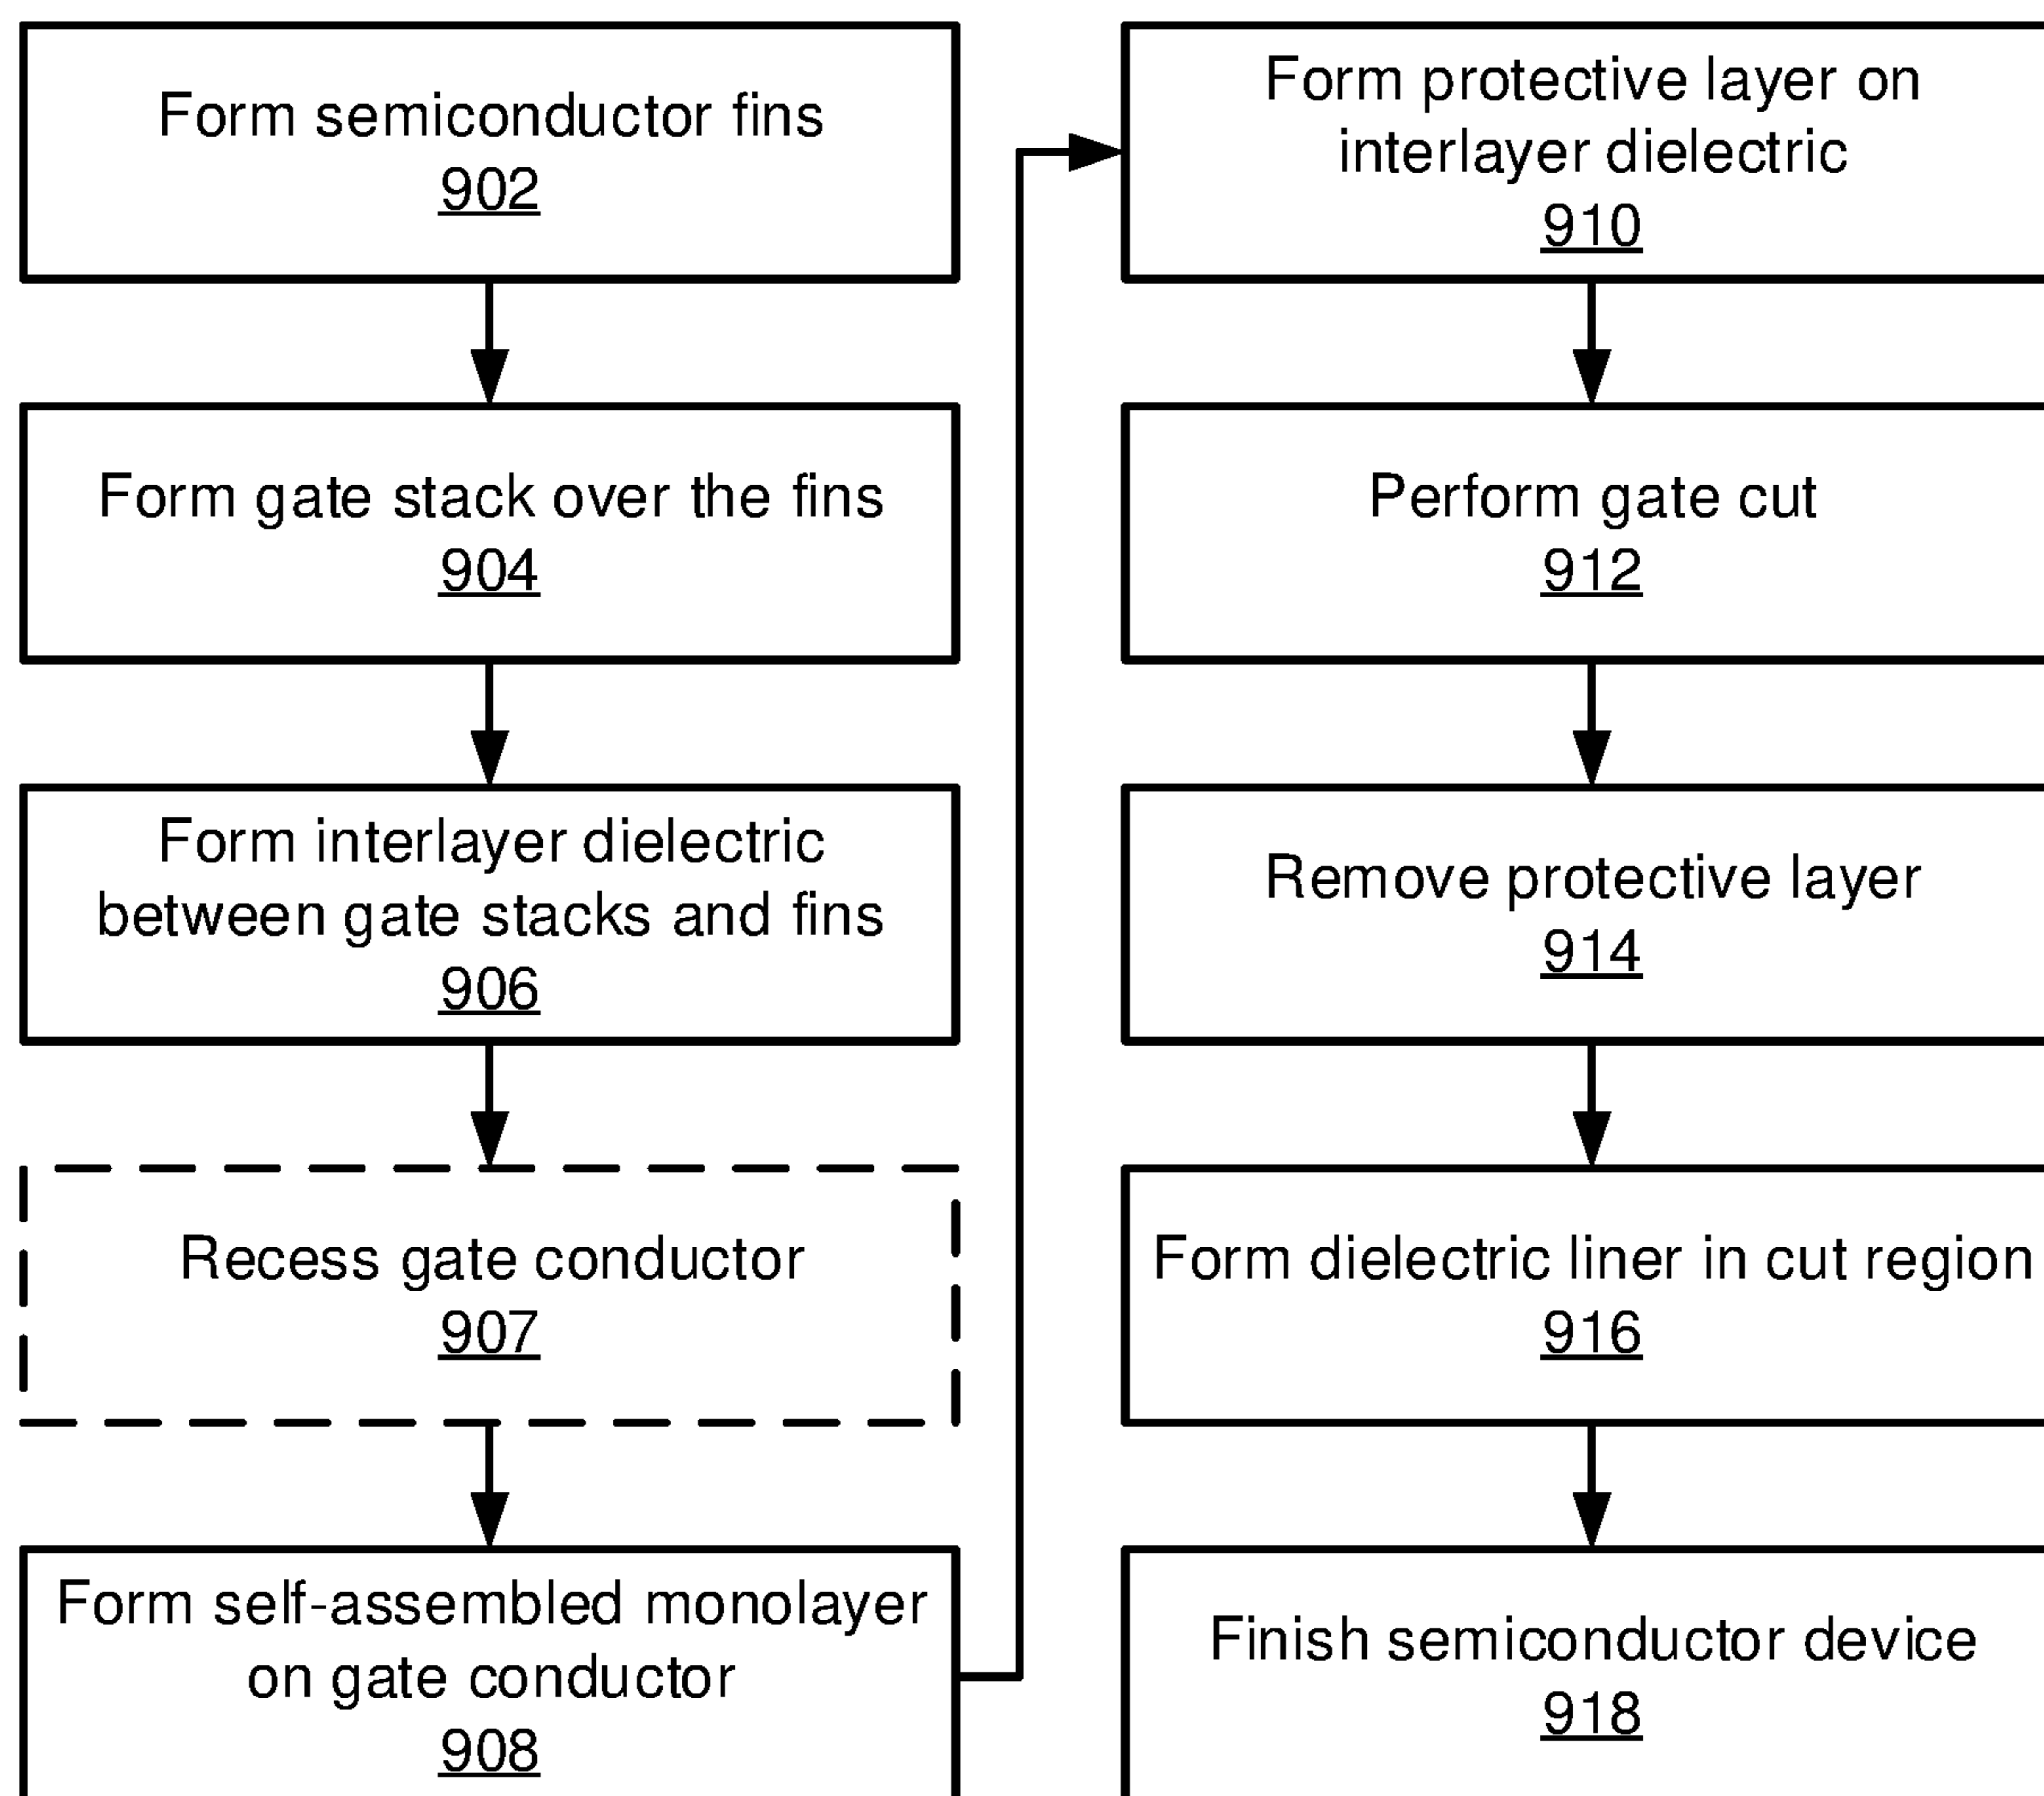 Form semiconductor fins
902
Form gate stack over the fins
904
Form interlayer dielectric
between gate stacks and fins
906
Recess gate conductor
907
Form self-assembled monolayer
on gate conductor
908
Form protective layer on
interlayer dielectric
910
Perform gate cut
912
Remove protective layer
914
Form dielectric liner in cut region
916
Finish semiconductor device
918